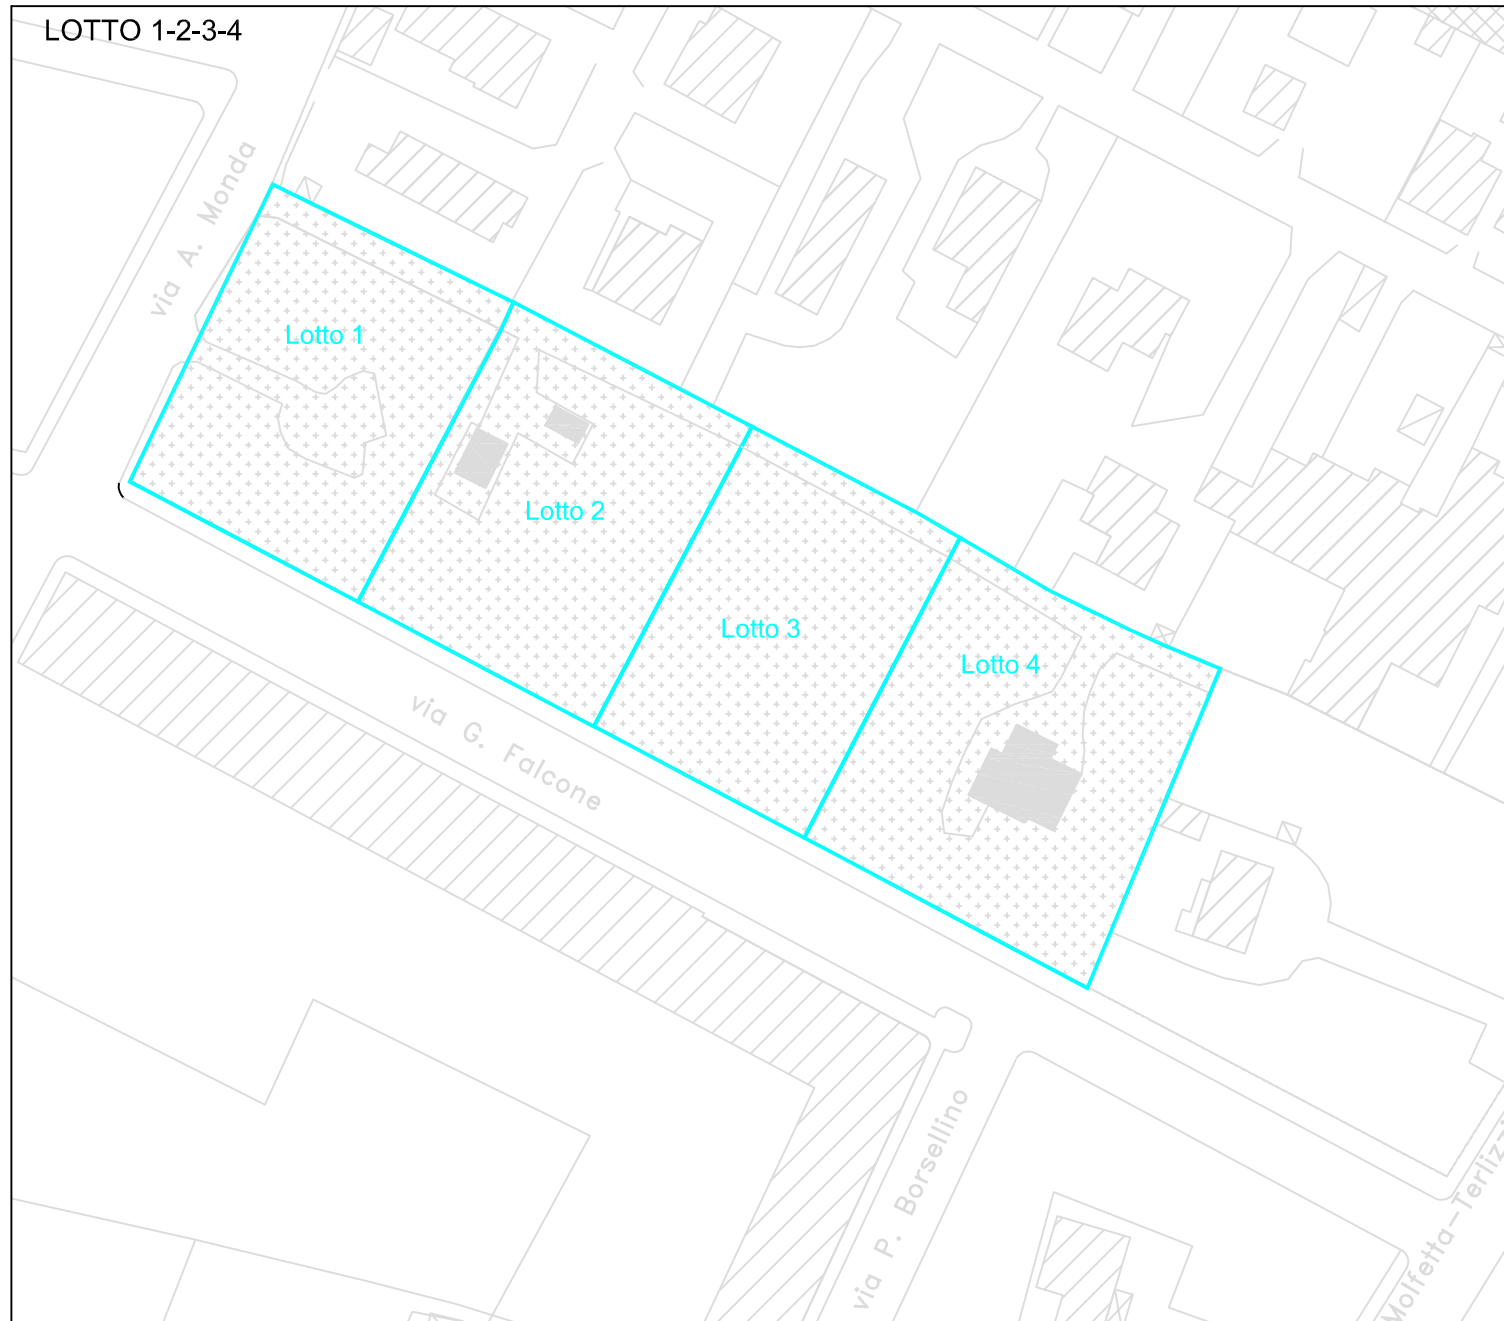 LOTTO 1-2-3-4
via A. Monda
Lotto 1
Lotto 2
Lotto 3
Lotto 4
via G. Falcone
via P. Borsellino
Molfetta-Terlizzi